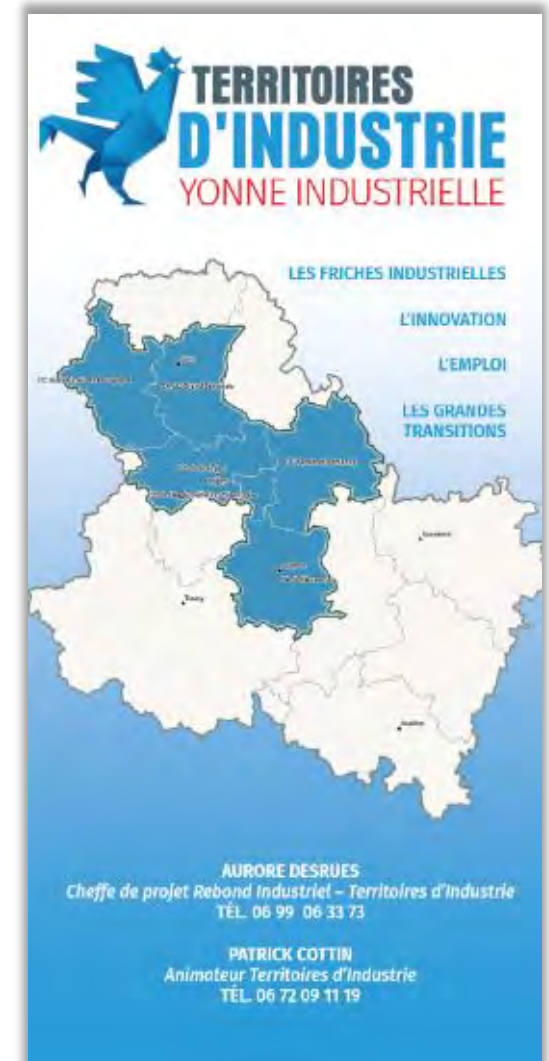 TERRITOIRES
D'INDUSTRIE
YONNE INDUSTRIELLE
LES FRICHES INDUSTRIELLES
L'INNOVATION
L'EMPLOI
LES GRANDES
TRANSITIONS
Toucy
AURORE DESRUES
Cheffe de projet Rebond Industriel – Territoires d'Industrie
TÉL. 06 99 06 33 73
PATRICK COTTIN
Animateur Territoires d'Industrie
TÉL. 06 72 09 11 19